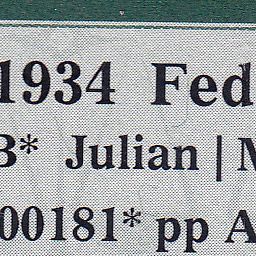 1934 Fed
B* Julian | M
00181* pp A